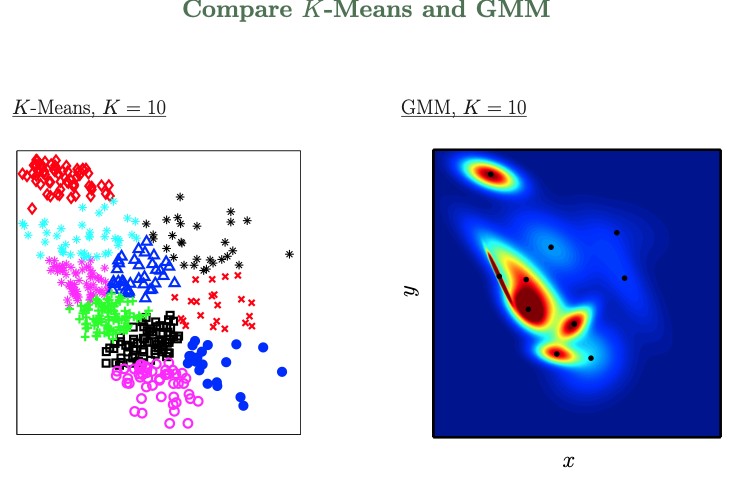 Compare K-Means and GMM
K-Means, K = 10
GMM, K = 10
y
x